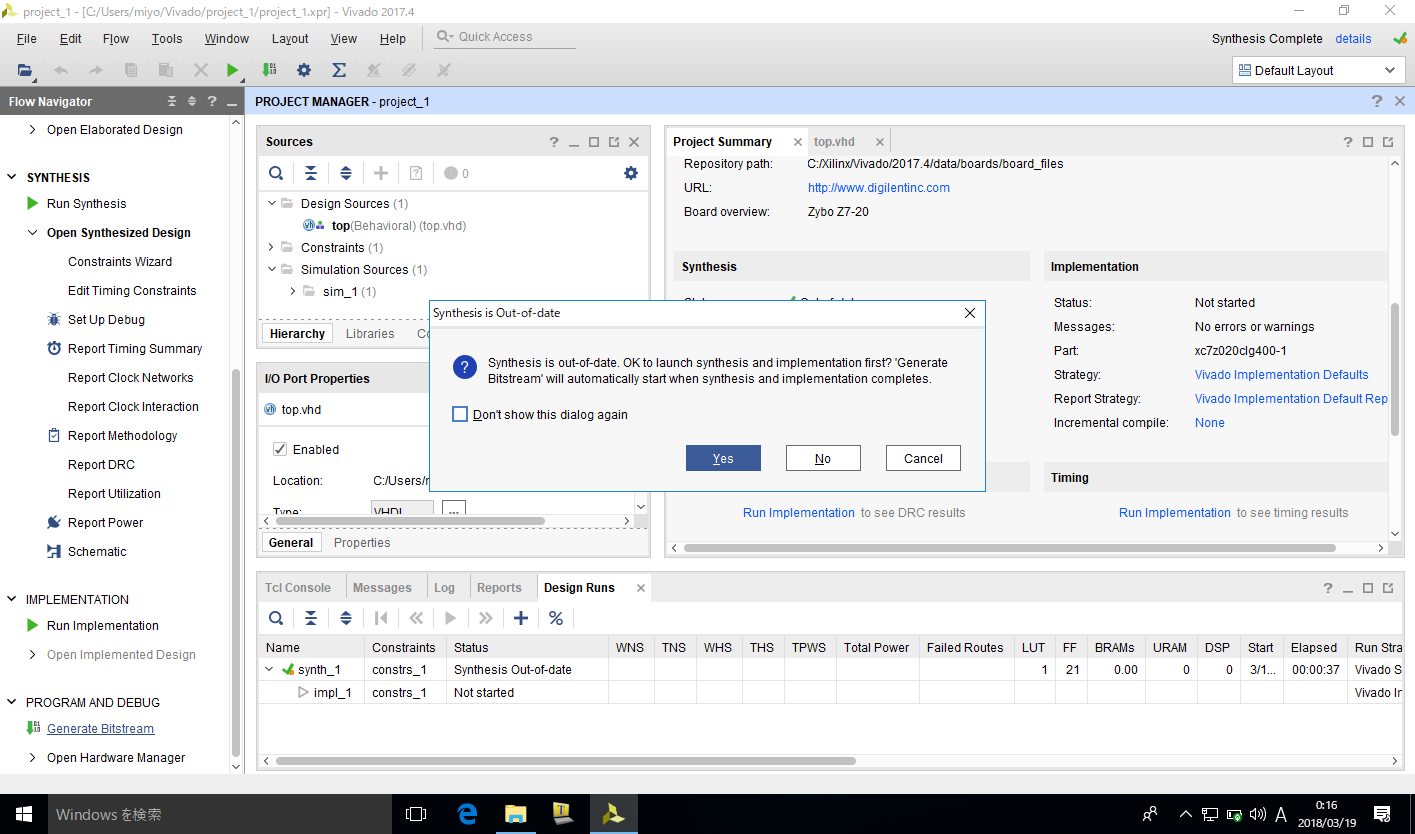 project_1 - [C:/Users/miyo/Vivado/project_1/project_1.xpr] - Vivado 2017.4
File Edit Flow Tools Window Layout View Help Quick Access
Synthesis Complete details
Default Layout
Flow Navigator
PROJECT MANAGER - project_1
Open Elaborated Design
SYNTHESIS
Run Synthesis
Open Synthesized Design
Constraints Wizard
Edit Timing Constraints
Set Up Debug
Report Timing Summary
Report Clock Networks
Report Clock Interaction
Report Methodology
Report DRC
Report Utilization
Report Power
Schematic
IMPLEMENTATION
Run Implementation
Open Implemented Design
PROGRAM AND DEBUG
Generate Bitstream
Open Hardware Manager
Sources
0
Design Sources (1)
top(Behavioral) (top.vhd)
Constraints (1)
Simulation Sources (1)
sim_1 (1)
Hierarchy Libraries
I/O Port Properties
top.vhd
Enabled
Location: C:/Users/
Type: VHDL ...
General Properties
Project Summary top.vhd
Repository path: C:/Xilinx/Vivado/2017.4/data/boards/board_files
URL: http://www.digilentinc.com
Board overview: Zybo Z7-20
Synthesis
Implementation
Status: Not started
Messages: No errors or warnings
Part: xc7z020clg400-1
Strategy: Vivado Implementation Defaults
Report Strategy: Vivado Implementation Default Rep
Incremental compile: None
Timing
Run Implementation to see DRC results
Run Implementation to see timing results
Synthesis is Out-of-date
Synthesis is out-of-date. OK to launch synthesis and implementation first? 'Generate
Bitstream' will automatically start when synthesis and implementation completes.
Don't show this dialog again
Yes No Cancel
Tcl Console Messages Log Reports Design Runs
Name Constraints Status WNS TNS WHS THS TPWS Total Power Failed Routes LUT FF BRAMs URAM DSP Start Elapsed Run Stra
synth_1 constrs_1 Synthesis Out-of-date 1 21 0.00 0 0 3/1... 00:00:37 Vivado S
impl_1 constrs_1 Not started Vivado In
Windows を検索
A
0:16
2018/03/19